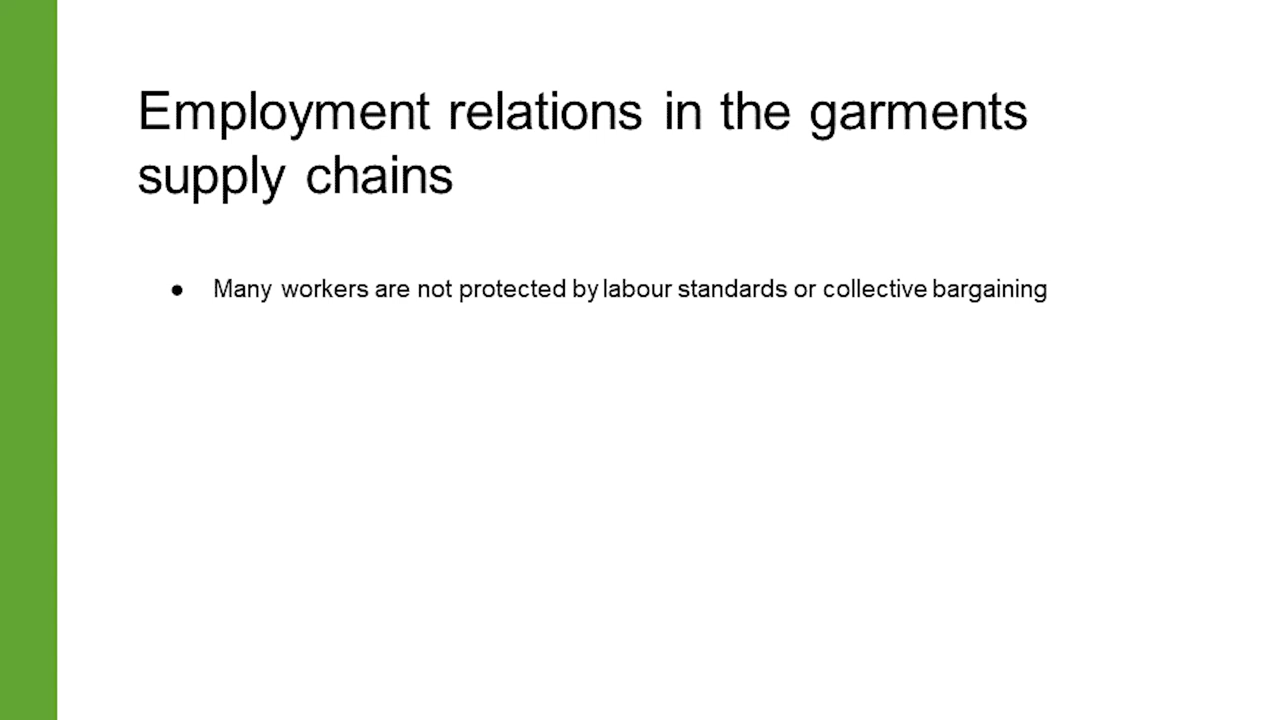 Employment relations in the garments
supply chains
● Many workers are not protected by labour standards or collective bargaining